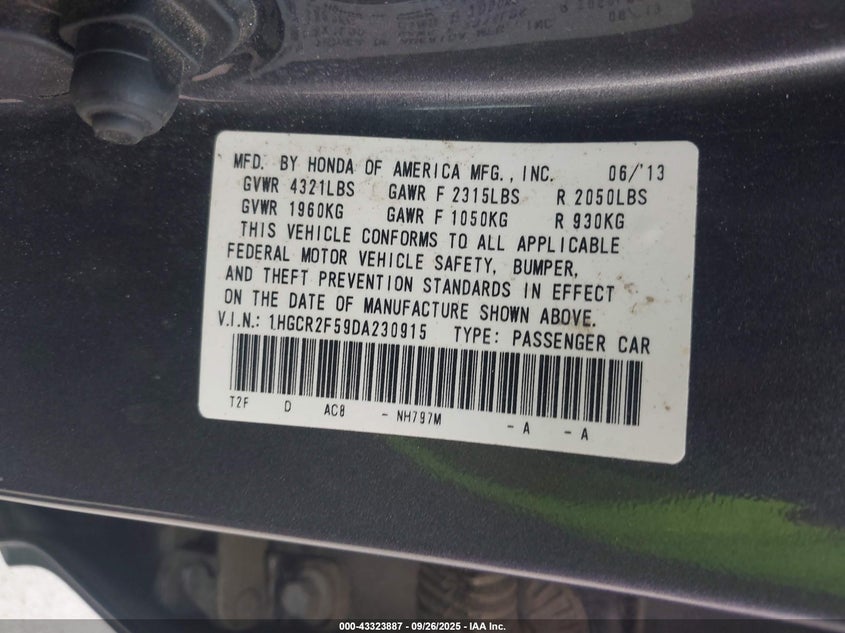 MFD. BY HONDA OF AMERICA MFG., INC. 06/'13
GVWR 4321LBS GAWR F 2315LBS R 2050LBS
GVWR 1960KG GAWR F 1050KG R 930KG
THIS VEHICLE CONFORMS TO ALL APPLICABLE
FEDERAL MOTOR VEHICLE SAFETY, BUMPER,
AND THEFT PREVENTION STANDARDS IN EFFECT
ON THE DATE OF MANUFACTURE SHOWN ABOVE.
V.I.N.: 1HGCR2F59DA230915 TYPE: PASSENGER CAR
T2F D AC8 - NH797M - A - A
000-43323887 - 09/26/2025 - IAA Inc.